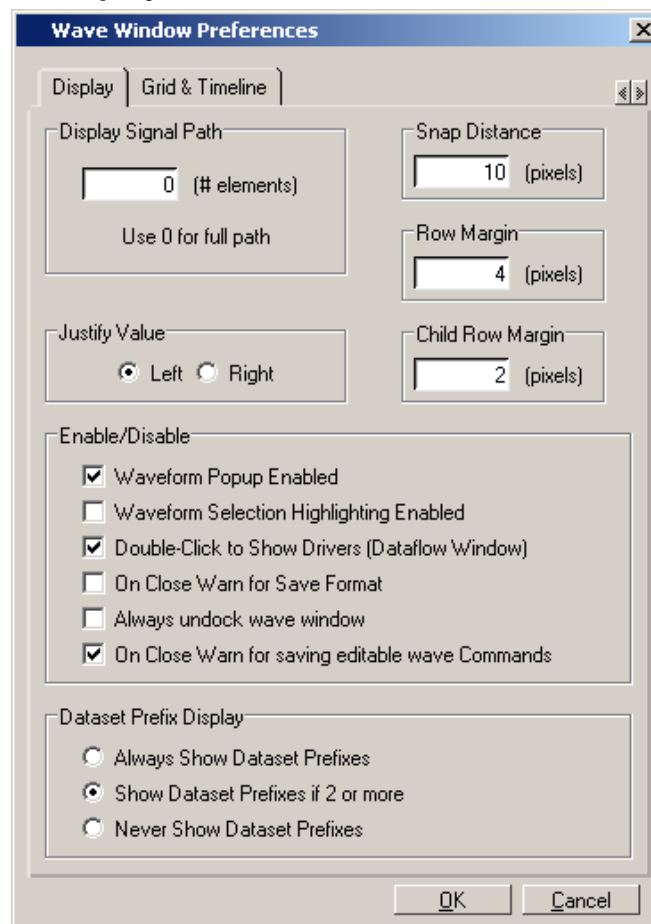 Wave Window Preferences
Display
Grid & Timeline
Display Signal Path
0 (# elements)
Use 0 for full path
Snap Distance
10 (pixels)
Row Margin
4 (pixels)
Justify Value
Left Right
Child Row Margin
2 (pixels)
Enable/Disable
Waveform Popup Enabled
Waveform Selection Highlighting Enabled
Double-Click to Show Drivers (Dataflow Window)
On Close Warn for Save Format
Always undock wave window
On Close Warn for saving editable wave Commands
Dataset Prefix Display
Always Show Dataset Prefixes
Show Dataset Prefixes if 2 or more
Never Show Dataset Prefixes
OK Cancel